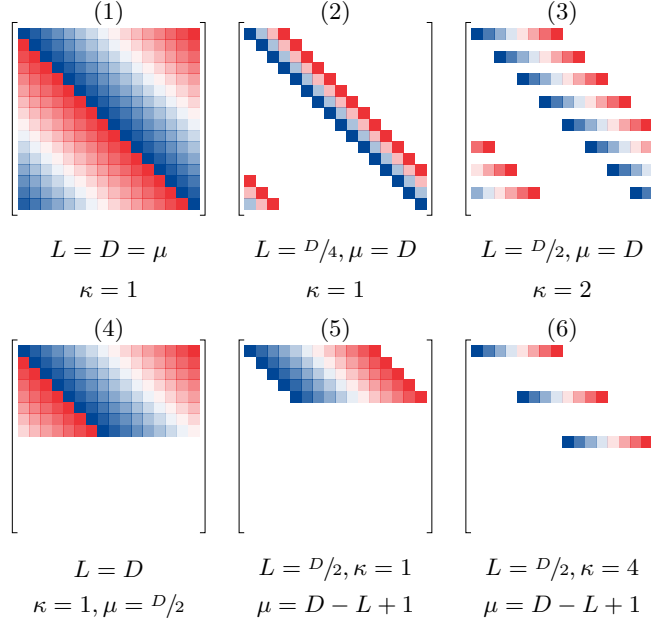 (1) (2) (3)
L = D = μ L = D/4, μ = D L = D/2, μ = D
κ = 1 κ = 1 κ = 2
(4) (5) (6)
L = D L = D/2, κ = 1 L = D/2, κ = 4
κ = 1, μ = D/2 μ = D − L + 1 μ = D − L + 1